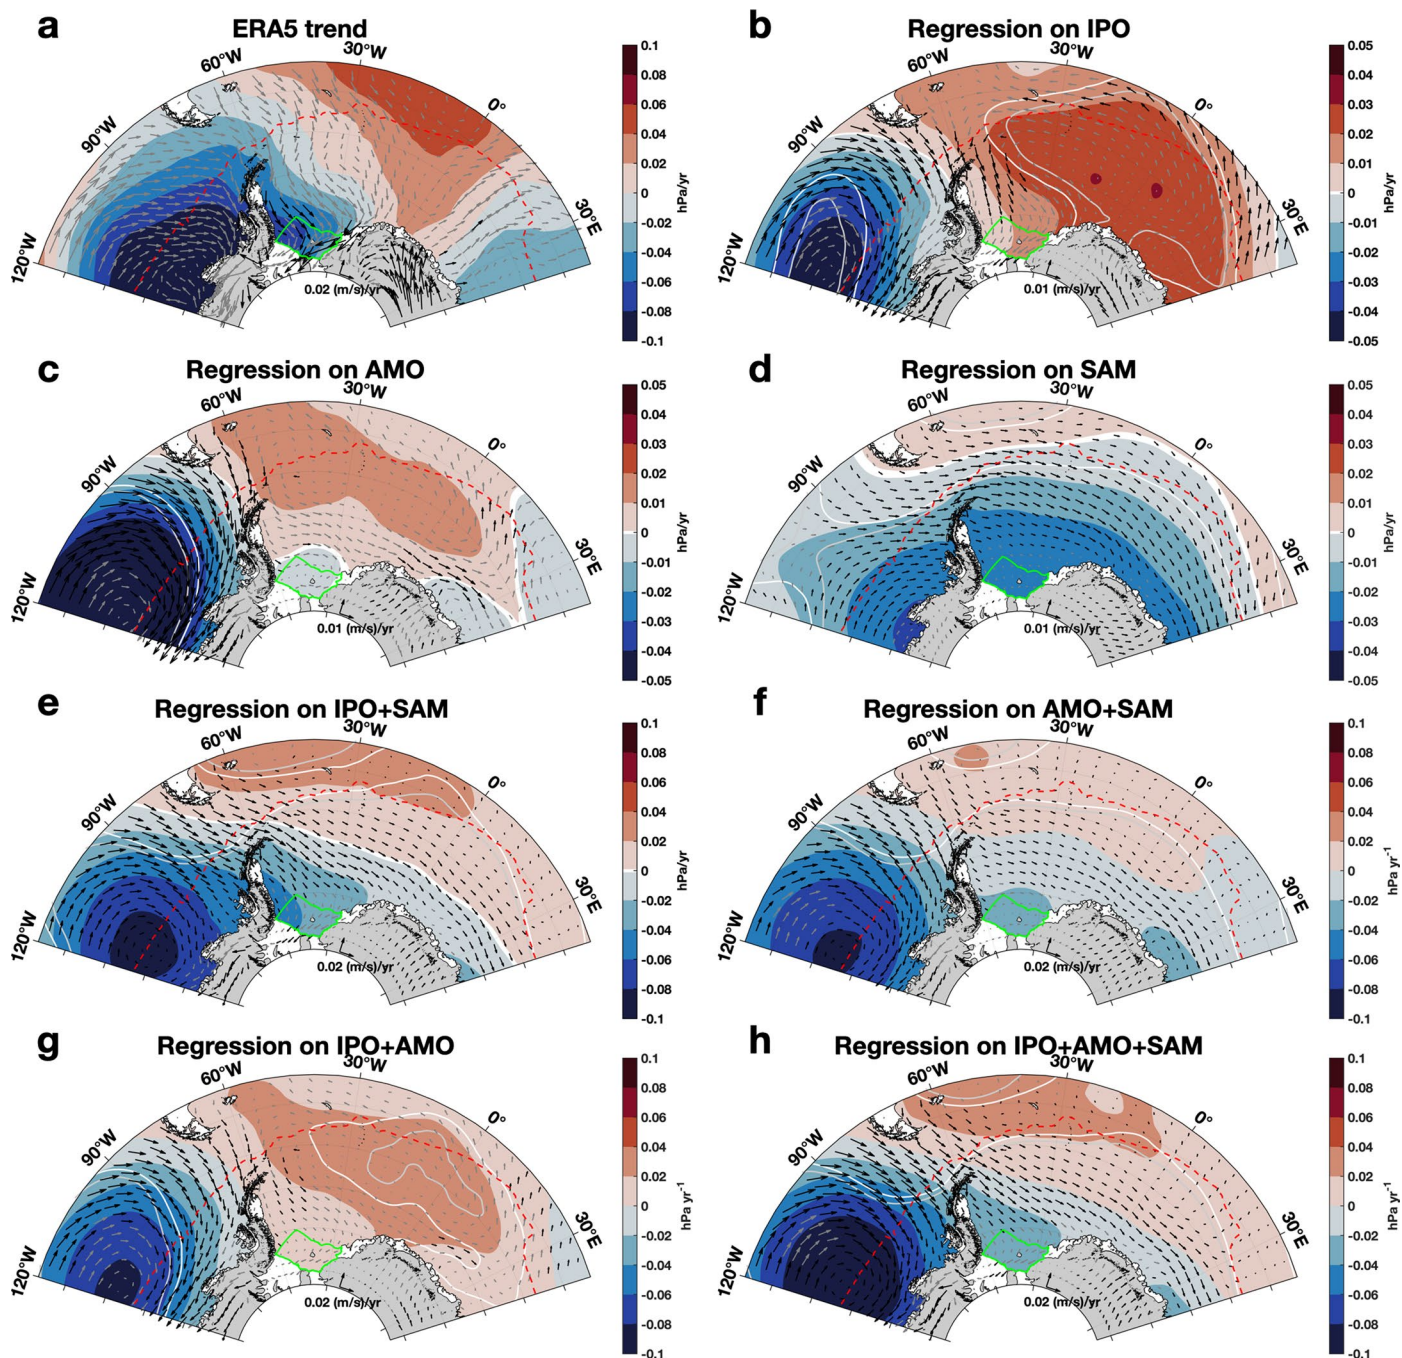 a
ERA5 trend
120°W
90°W
60°W
30°W
0°
30°E
0.02 (m/s)/yr
0.1
0.08
0.06
0.04
0.02
0
-0.02
-0.04
-0.06
-0.08
-0.1
hPa/yr
b
Regression on IPO
120°W
90°W
60°W
30°W
0°
30°E
0.01 (m/s)/yr
0.05
0.04
0.03
0.02
0.01
0
-0.01
-0.02
-0.03
-0.04
-0.05
hPa/yr
c
Regression on AMO
120°W
90°W
60°W
30°W
0°
30°E
0.01 (m/s)/yr
0.05
0.04
0.03
0.02
0.01
0
-0.01
-0.02
-0.03
-0.04
-0.05
hPa/yr
d
Regression on SAM
120°W
90°W
60°W
30°W
0°
30°E
0.01 (m/s)/yr
0.05
0.04
0.03
0.02
0.01
0
-0.01
-0.02
-0.03
-0.04
-0.05
hPa/yr
e
Regression on IPO+SAM
120°W
90°W
60°W
30°W
0°
30°E
0.02 (m/s)/yr
0.1
0.08
0.06
0.04
0.02
0
-0.02
-0.04
-0.06
-0.08
-0.1
hPa/yr
f
Regression on AMO+SAM
120°W
90°W
60°W
30°W
0°
30°E
0.02 (m/s)/yr
0.1
0.08
0.06
0.04
0.02
0
-0.02
-0.04
-0.06
-0.08
-0.1
hPa yr⁻¹
g
Regression on IPO+AMO
120°W
90°W
60°W
30°W
0°
30°E
0.02 (m/s)/yr
0.1
0.08
0.06
0.04
0.02
0
-0.02
-0.04
-0.06
-0.08
-0.1
hPa yr⁻¹
h
Regression on IPO+AMO+SAM
120°W
90°W
60°W
30°W
0°
30°E
0.02 (m/s)/yr
0.1
0.08
0.06
0.04
0.02
0
-0.02
-0.04
-0.06
-0.08
-0.1
hPa yr⁻¹